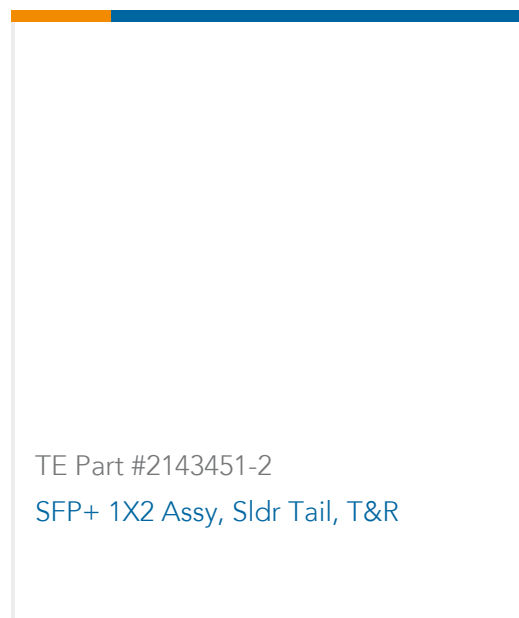 TE Part #2143451-2
SFP+ 1X2 Assy, Sldr Tail, T&R